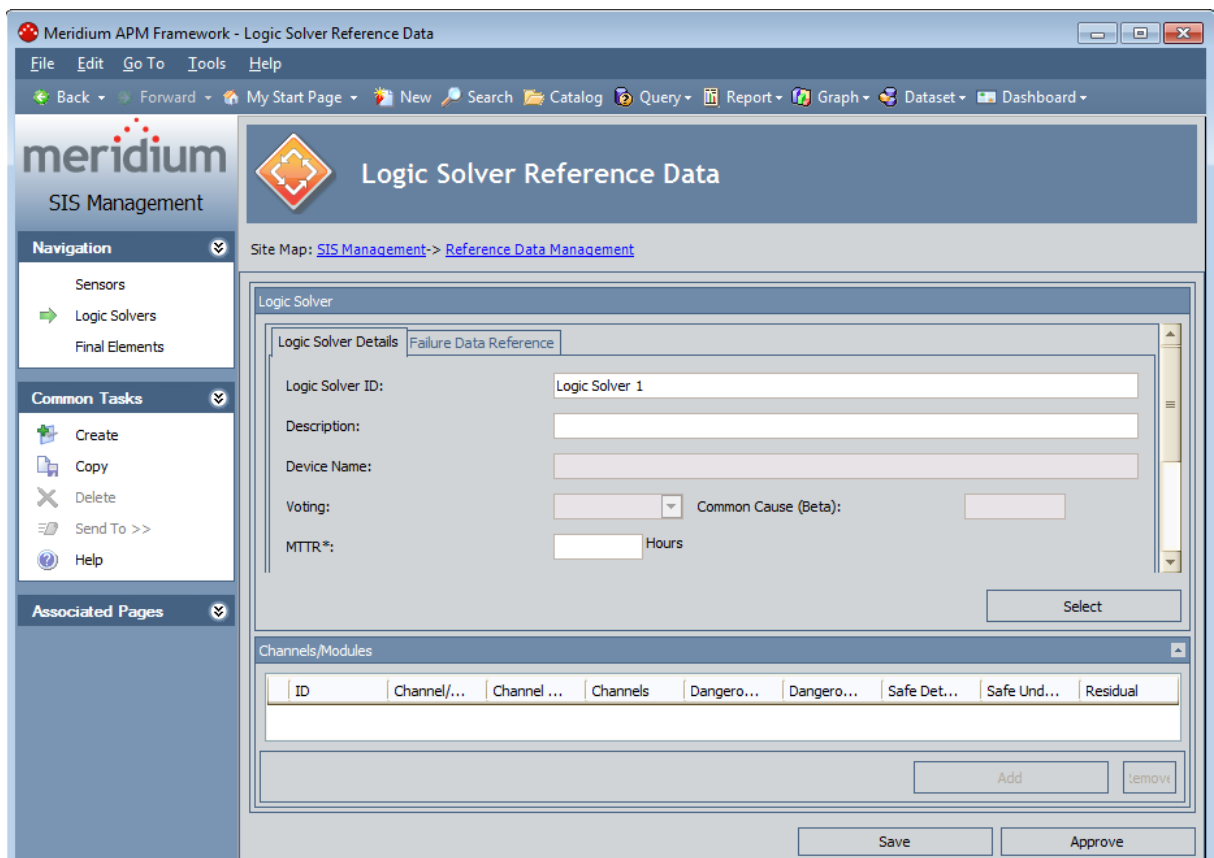 Meridium APM Framework - Logic Solver Reference Data
File Edit Go To Tools Help
Back Forward My Start Page New Search Catalog Query Report Graph Dataset Dashboard
meridium
SIS Management
Logic Solver Reference Data
Site Map: SIS Management-> Reference Data Management
Navigation
Sensors
Logic Solvers
Final Elements
Common Tasks
Create
Copy
Delete
Send To >>
Help
Associated Pages
Logic Solver
Logic Solver Details Failure Data Reference
Logic Solver ID: Logic Solver 1
Description:
Device Name:
Voting: Common Cause (Beta):
MTTR*: Hours
Select
Channels/Modules
ID Channel/... Channel ... Channels Dangero... Dangero... Safe Det... Safe Und... Residual
Add
Save Approve